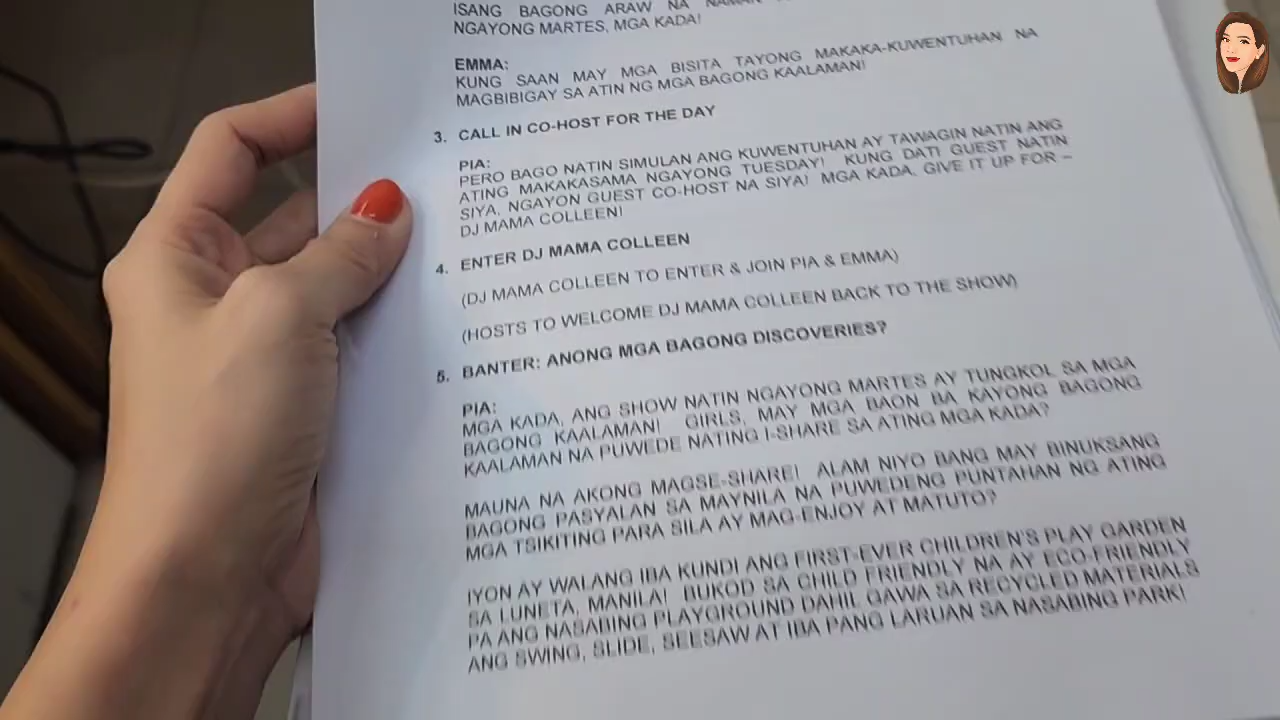 ISANG BAGONG ARAW NA NAMAN
NGAYONG MARTES, MGA KADA!
EMMA:
KUNG SAAN MAY MGA BISITA TAYONG MAKAKA-KUWENTUHAN NA
MAGBIBIGAY SA ATIN NG MGA BAGONG KAALAMAN!
3. CALL IN CO-HOST FOR THE DAY
PIA:
PERO BAGO NATIN SIMULAN ANG KUWENTUHAN AY TAWAGIN NATIN ANG
ATING MAKAKASAMA NGAYONG TUESDAY! KUNG DATI GUEST NATIN
SIYA, NGAYON GUEST CO-HOST NA SIYA! MGA KADA, GIVE IT UP FOR –
DJ MAMA COLLEEN!
4. ENTER DJ MAMA COLLEEN
(DJ MAMA COLLEEN TO ENTER & JOIN PIA & EMMA)
(HOSTS TO WELCOME DJ MAMA COLLEEN BACK TO THE SHOW)
5. BANTER: ANONG MGA BAGONG DISCOVERIES?
PIA:
MGA KADA, ANG SHOW NATIN NGAYONG MARTES AY TUNGKOL SA MGA
BAGONG KAALAMAN! GIRLS, MAY MGA BAON BA KAYONG BAGONG
KAALAMAN NA PUWEDE NATING I-SHARE SA ATING MGA KADA?
MAUNA NA AKONG MAGSE-SHARE! ALAM NIYO BANG MAY BINUKSANG
BAGONG PASYALAN SA MAYNILA NA PUWEDENG PUNTAHAN NG ATING
MGA TSIKITING PARA SILA AY MAG-ENJOY AT MATUTO?
IYON AY WALANG IBA KUNDI ANG FIRST-EVER CHILDREN'S PLAY GARDEN
SA LUNETA, MANILA! BUKOD SA CHILD FRIENDLY NA AY ECO-FRIENDLY
PA ANG NASABING PLAYGROUND DAHIL GAWA SA RECYCLED MATERIALS
ANG SWING, SLIDE, SEESAW AT IBA PANG LARUAN SA NASABING PARK!